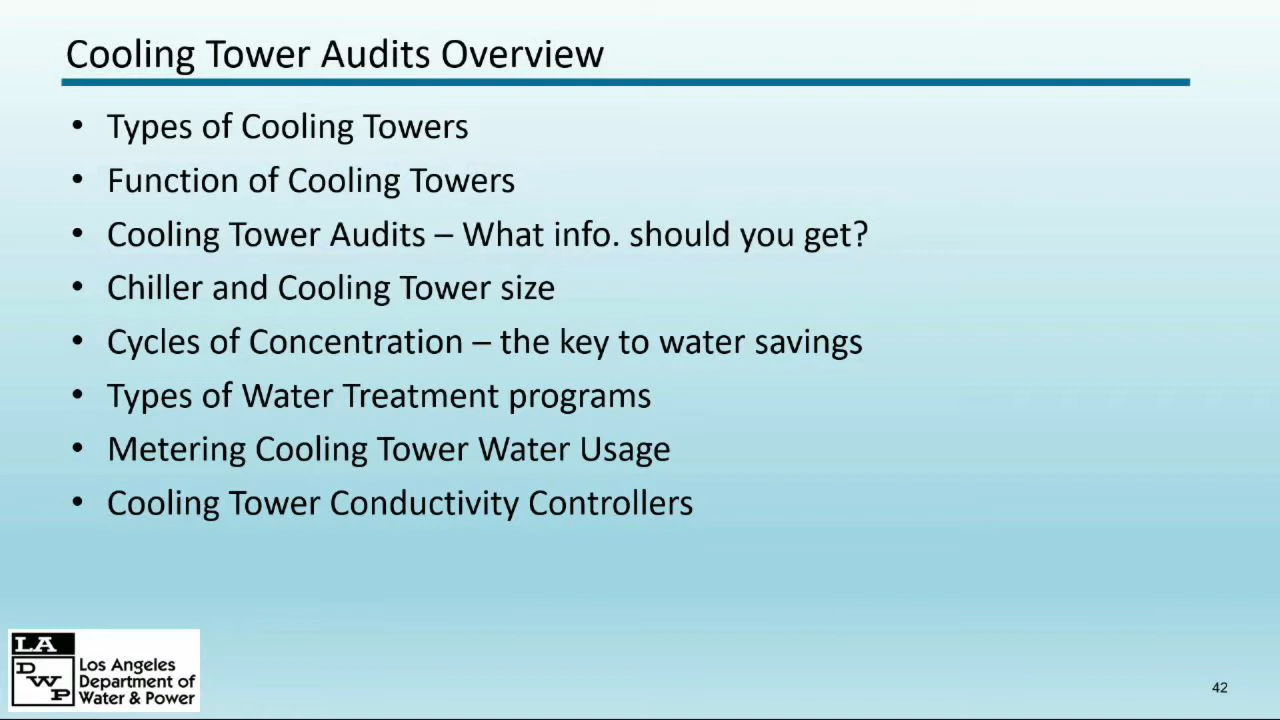 Cooling Tower Audits Overview
• Types of Cooling Towers
• Function of Cooling Towers
• Cooling Tower Audits – What info. should you get?
• Chiller and Cooling Tower size
• Cycles of Concentration – the key to water savings
• Types of Water Treatment programs
• Metering Cooling Tower Water Usage
• Cooling Tower Conductivity Controllers
LA
DWP
Los Angeles
Department of
Water & Power
42